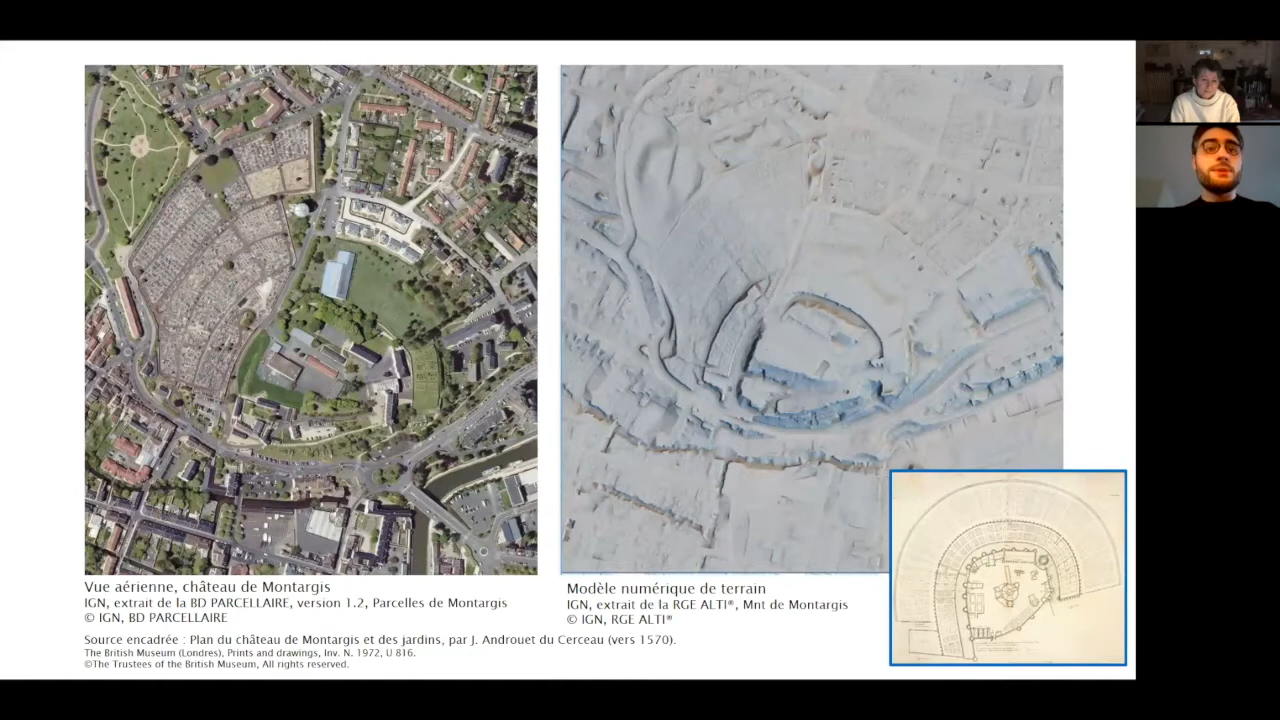 Vue aérienne, château de Montargis
IGN, extrait de la BD PARCELLAIRE, version 1.2, Parcelles de Montargis
© IGN, BD PARCELLAIRE
Modèle numérique de terrain
IGN, extrait de la RGE ALTI®, Mnt de Montargis
© IGN, RGE ALTI®
Source encadrée : Plan du château de Montargis et des jardins, par J. Androuet du Cerceau (vers 1570).
The British Museum (Londres), Prints and drawings, Inv. N. 1972, U 816.
©The Trustees of the British Museum, All rights reserved.